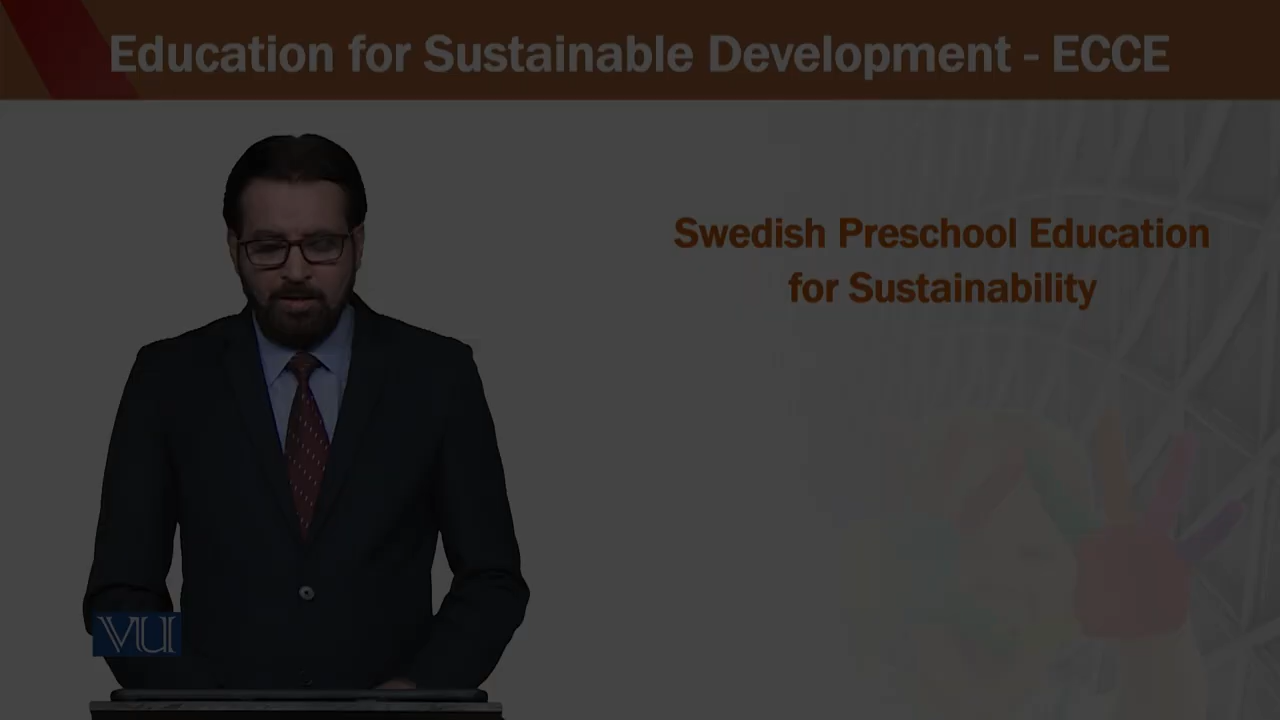 Education for Sustainable Development - ECCE
Swedish Preschool Education
for Sustainability
VU